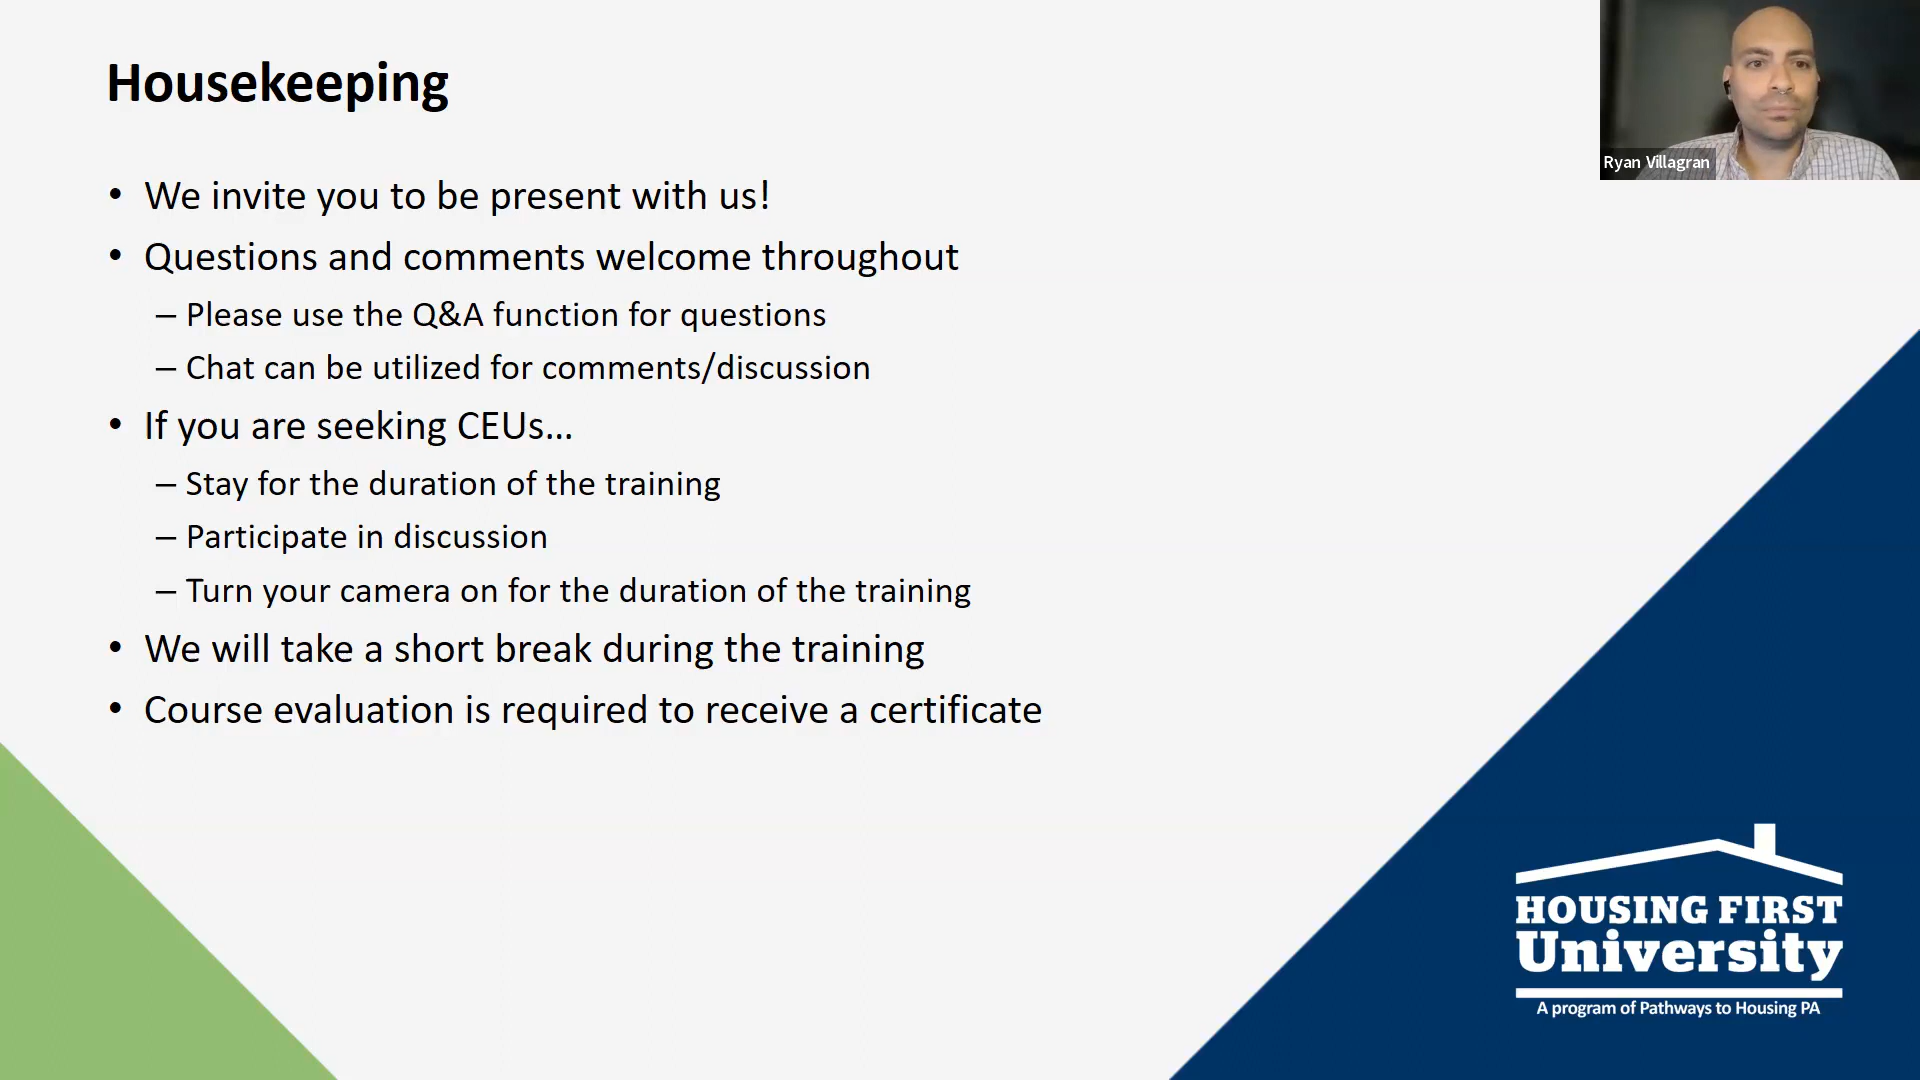 Housekeeping
Ryan Villagran
• We invite you to be present with us!
• Questions and comments welcome throughout
– Please use the Q&A function for questions
– Chat can be utilized for comments/discussion
• If you are seeking CEUs…
– Stay for the duration of the training
– Participate in discussion
– Turn your camera on for the duration of the training
• We will take a short break during the training
• Course evaluation is required to receive a certificate
HOUSING FIRST
University
A program of Pathways to Housing PA